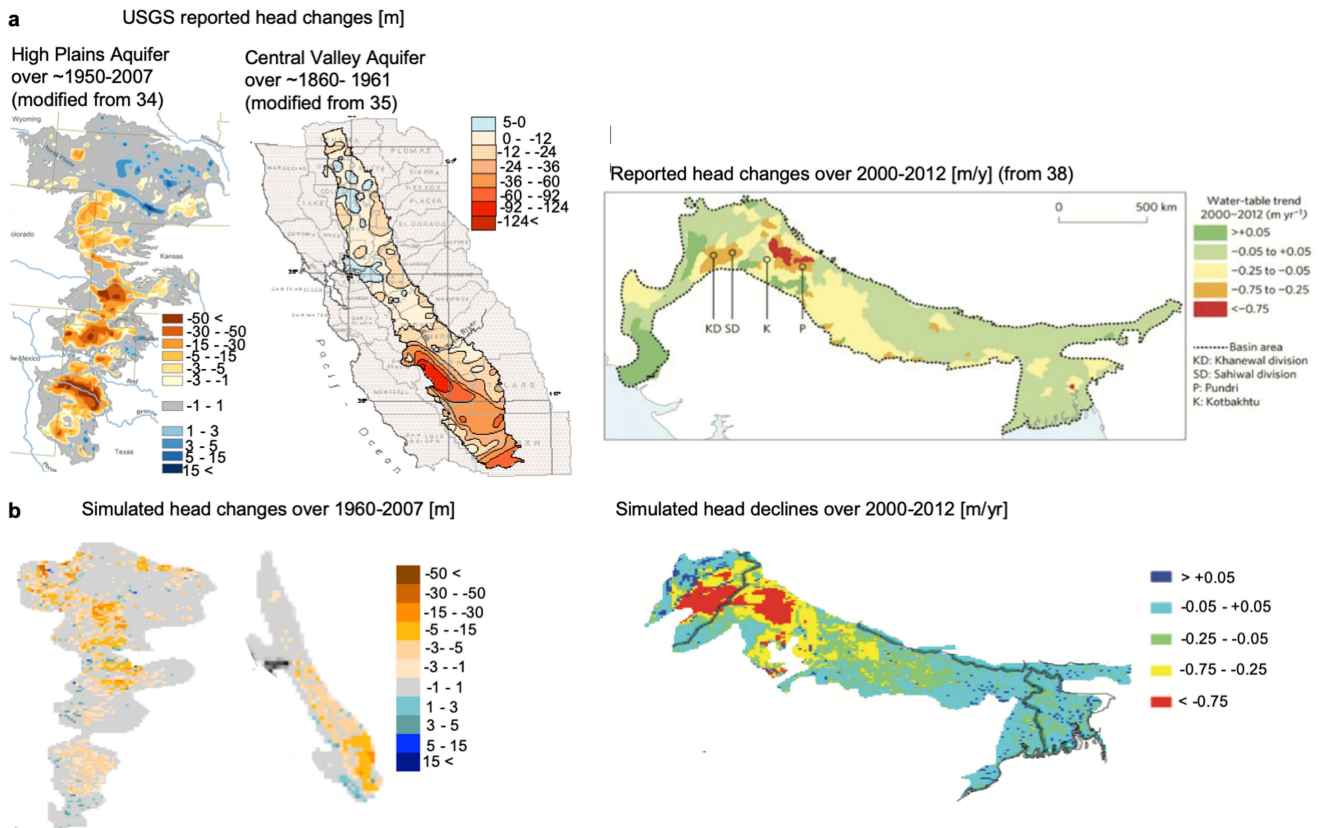 a
USGS reported head changes [m]
High Plains Aquifer
over ~1950-2007
(modified from 34)
Central Valley Aquifer
over ~1860- 1961
(modified from 35)
Wyoming
olorado
Kansas
Mexico
Red
Texas
-50 <
-30 - -50
-15 - -30
-5 - -15
-3 - -5
-3 - -1
-1 - 1
1 - 3
3 - 5
5 - 15
15 <
Pacific
Ocean
5-0
0 - -12
-12 - -24
-24 - -36
-36 - -60
-60 - -92
-92 - -124
-124<
Reported head changes over 2000-2012 [m/y] (from 38)
0 500 km
KD SD K P
Water-table trend
2000–2012 (m yr⁻¹)
>+0.05
−0.05 to +0.05
−0.25 to −0.05
−0.75 to −0.25
<−0.75
Basin area
KD: Khanewal division
SD: Sahiwal division
P: Pundri
K: Kotbakhtu
b
Simulated head changes over 1960-2007 [m]
-50 <
-30 - -50
-15 - -30
-5 - -15
-3 - -5
-3 - -1
-1 - 1
1 - 3
3 - 5
5 - 15
15 <
Simulated head declines over 2000-2012 [m/yr]
> +0.05
-0.05 - +0.05
-0.25 - -0.05
-0.75 - -0.25
< -0.75